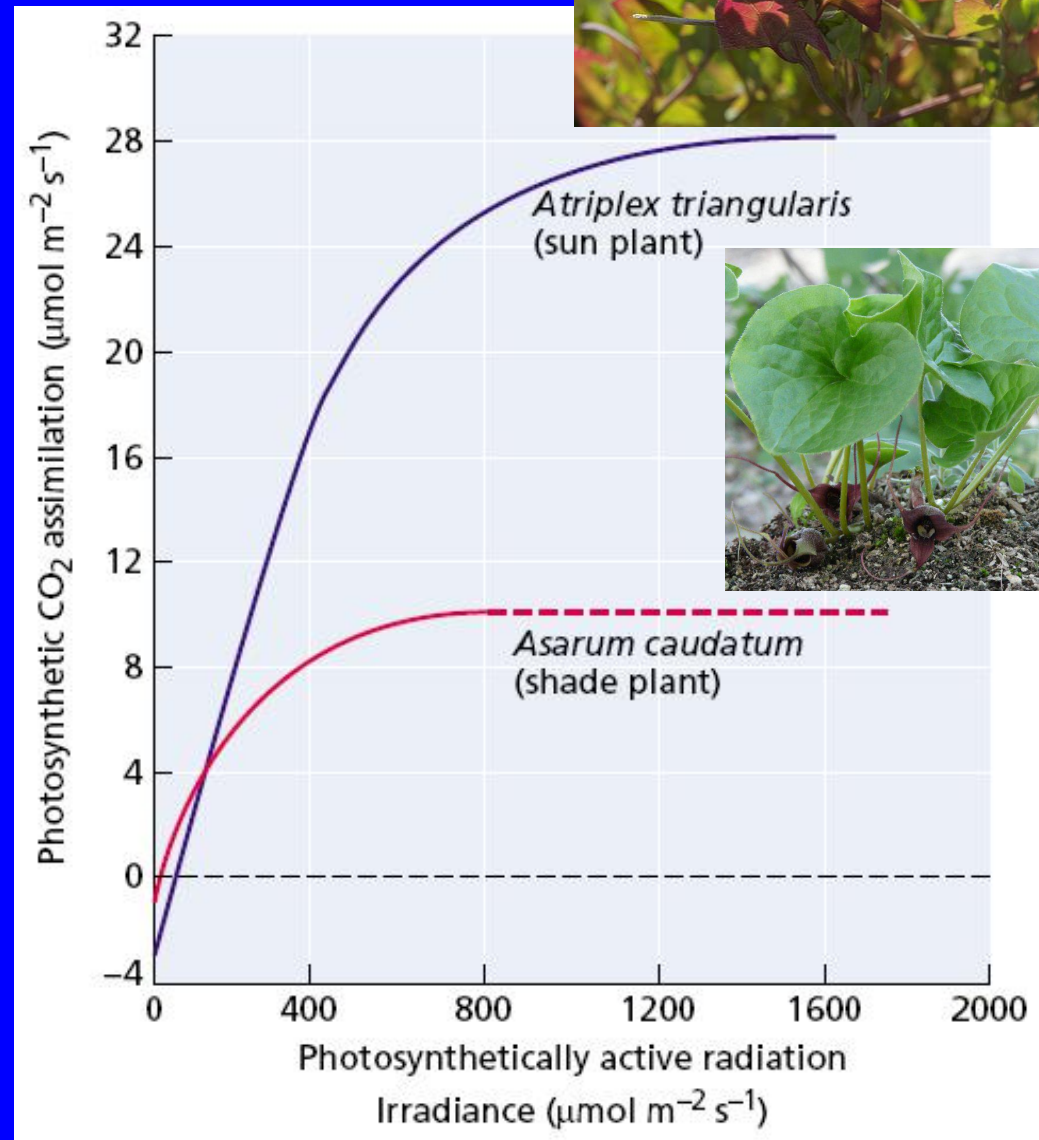 Photosynthetic CO₂ assimilation (μmol m⁻² s⁻¹)
32
28
24
20
16
12
8
4
0
–4
Atriplex triangularis
(sun plant)
Asarum caudatum
(shade plant)
0 400 800 1200 1600 2000
Photosynthetically active radiation
Irradiance (μmol m⁻² s⁻¹)